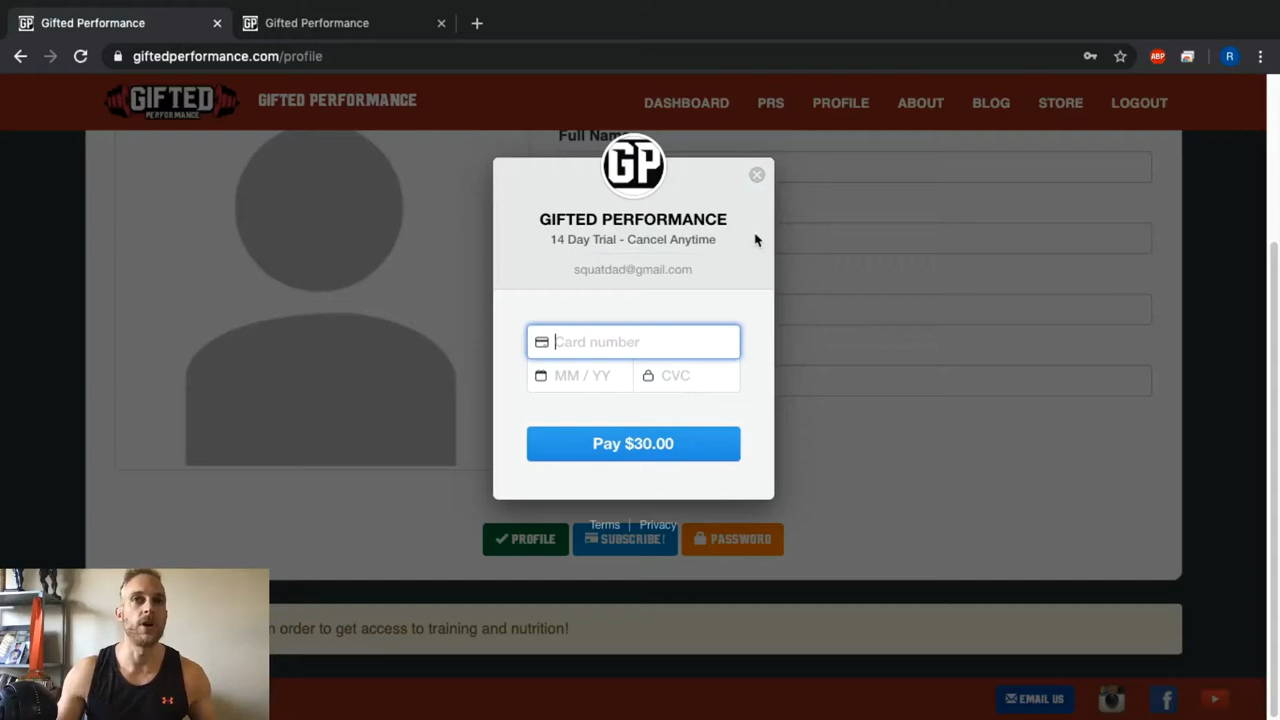 Gifted Performance
Gifted Performance
giftedperformance.com/profile
ABP
R
GIFTED PERFORMANCE
GIFTED PERFORMANCE
DASHBOARD
PRS
PROFILE
ABOUT
BLOG
STORE
LOGOUT
Full Name
GP
GIFTED PERFORMANCE
14 Day Trial - Cancel Anytime
squatdad@gmail.com
Card number
MM / YY
CVC
Pay $30.00
Terms | Privacy
PROFILE
SUBSCRIBE!
PASSWORD
n order to get access to training and nutrition!
EMAIL US